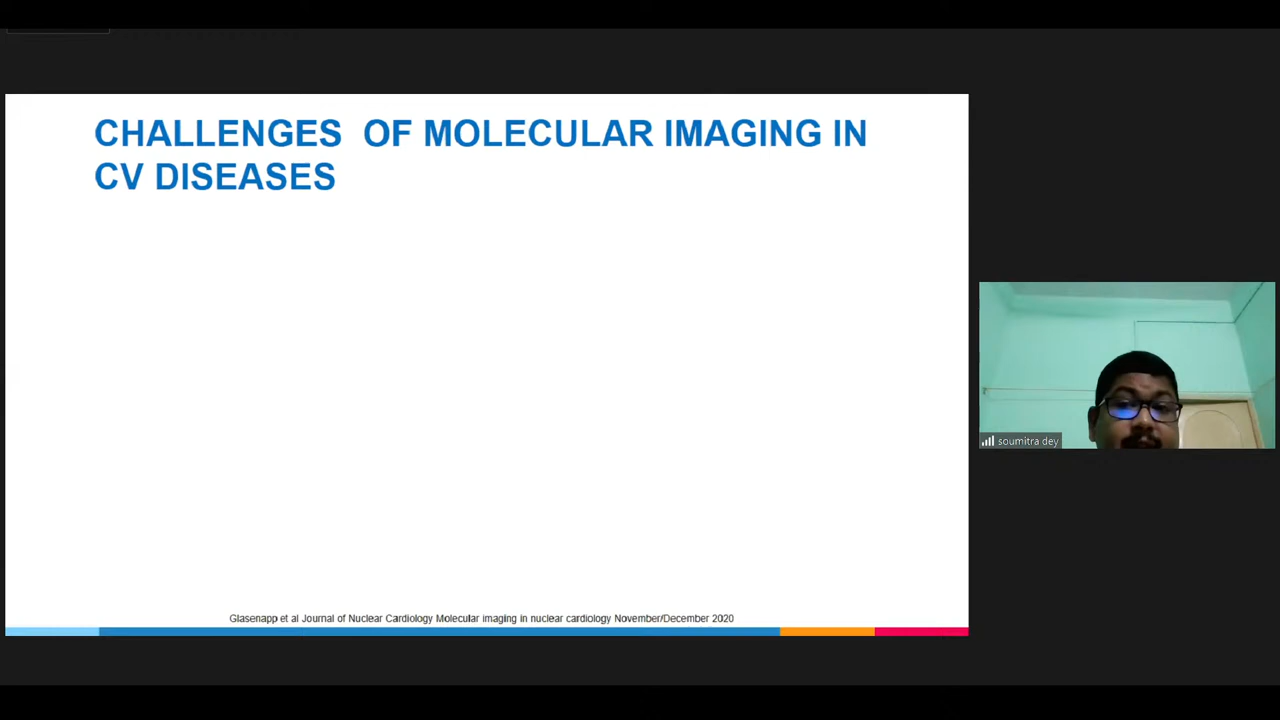 CHALLENGES OF MOLECULAR IMAGING IN
CV DISEASES
soumitra dey
Glasenapp et al Journal of Nuclear Cardiology Molecular imaging in nuclear cardiology November/December 2020